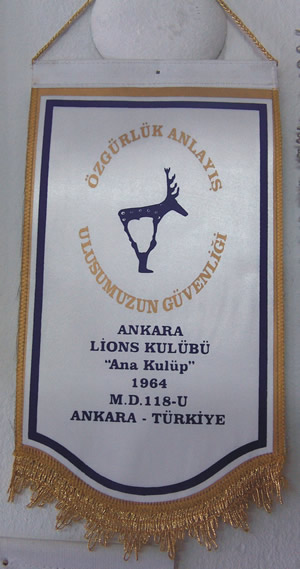 ÖZGÜRLÜK ANLAYIŞ
ULUSUMUZUN GÜVENLİĞİ
ANKARA
LİONS KULÜBÜ
"Ana Kulüp"
1964
M.D.118-U
ANKARA - TÜRKİYE